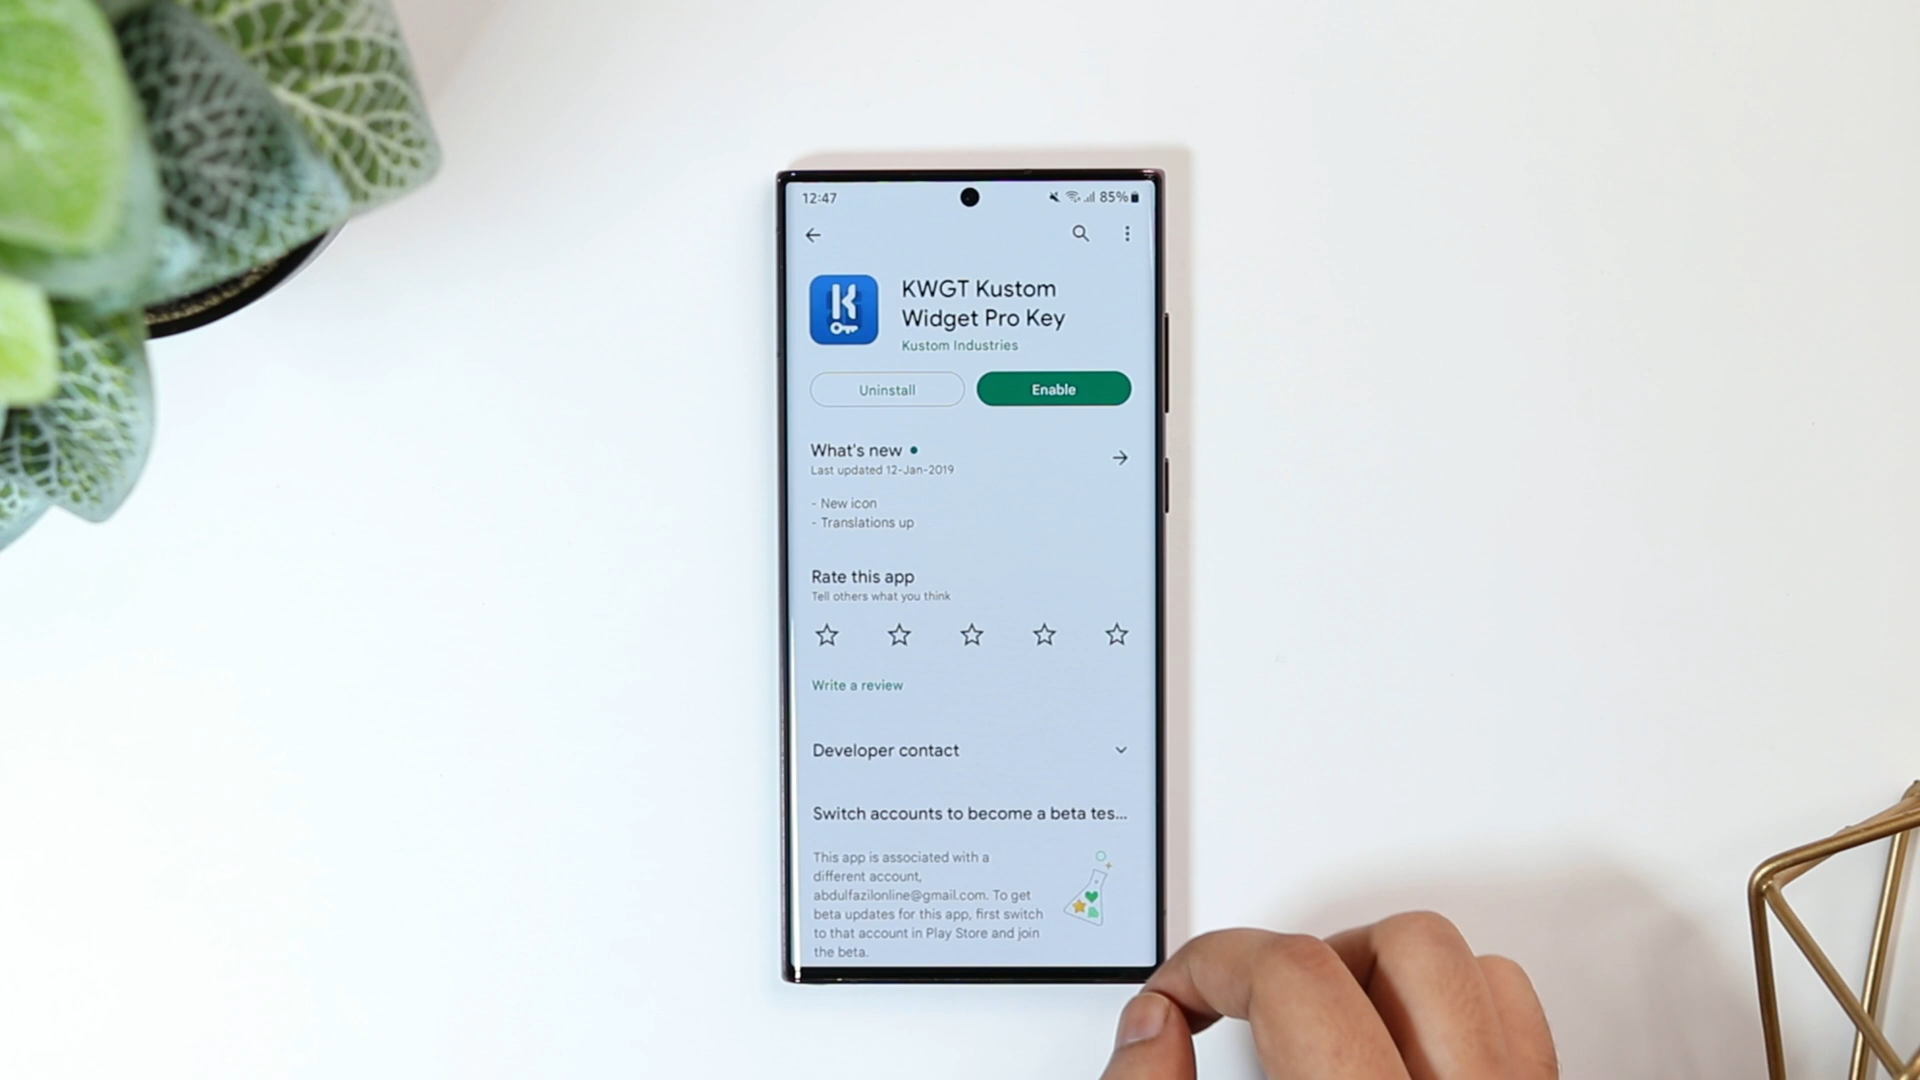 12:47
85%
KWGT Kustom
Widget Pro Key
Kustom Industries
Uninstall
Enable
What's new
Last updated 12-Jan-2019
- New icon
- Translations up
Rate this app
Tell others what you think
Write a review
Developer contact
Switch accounts to become a beta tes...
This app is associated with a
different account,
abdulfazilonline@gmail.com. To get
beta updates for this app, first switch
to that account in Play Store and join
the beta.